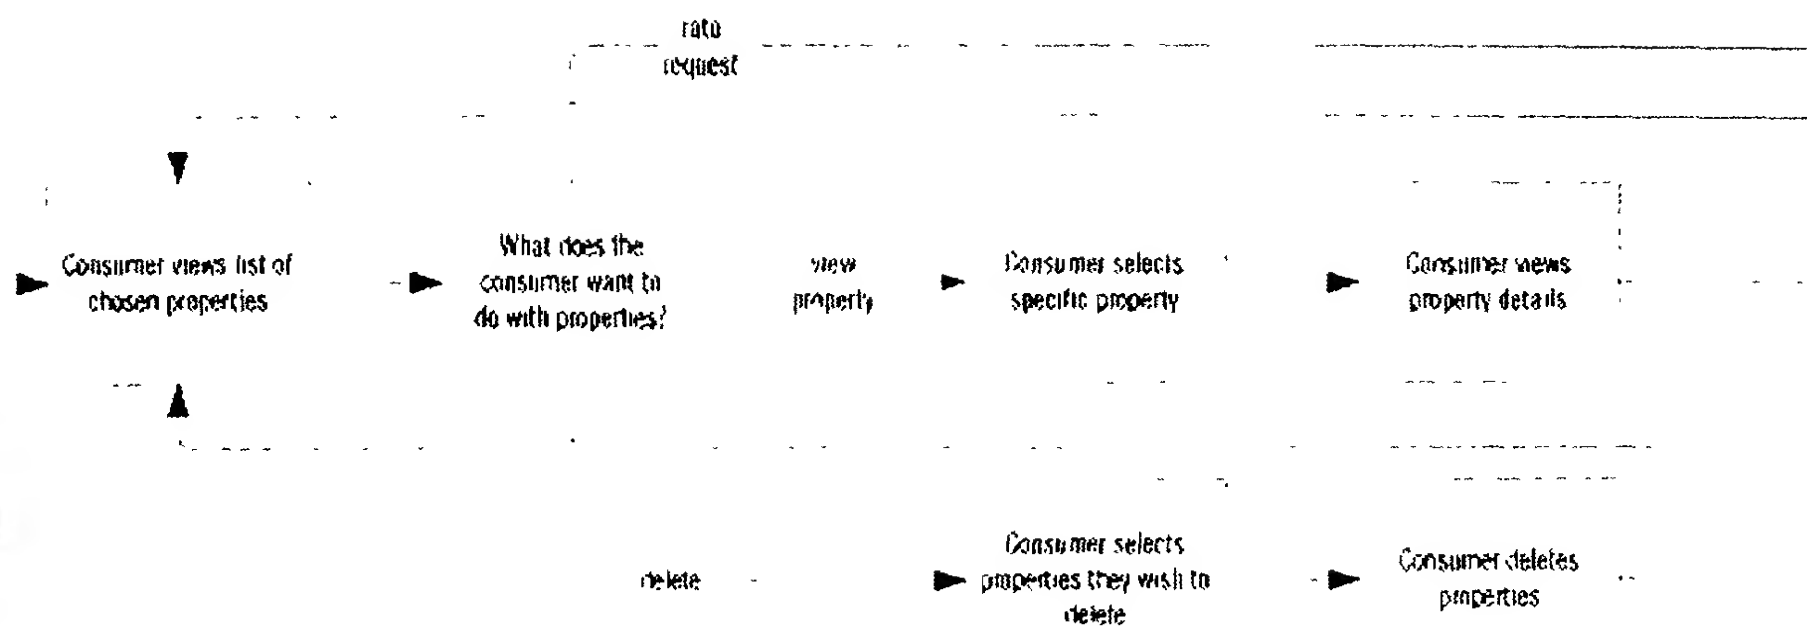 rate
request
Consumer views list of
chosen properties
What does the
consumer want to
do with properties?
view
property
Consumer selects
specific property
Consumer views
property details
delete
Consumer selects
properties they wish to
delete
Consumer deletes
properties